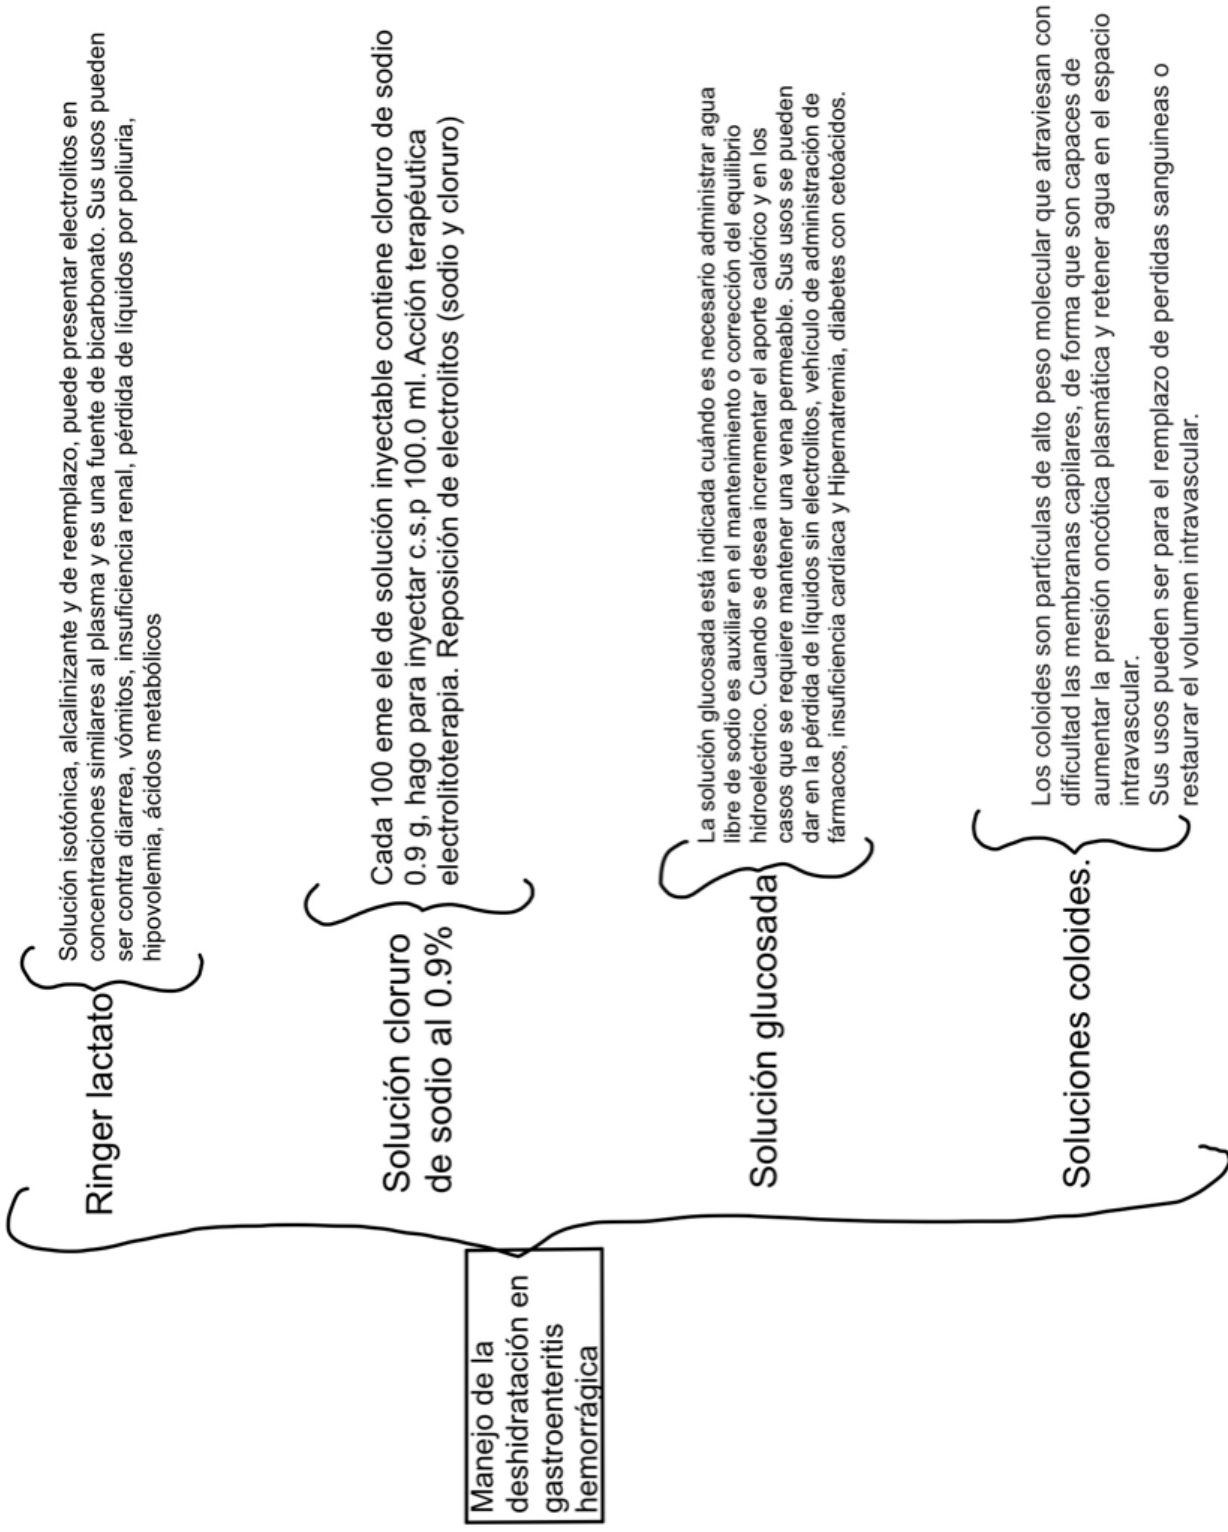 Manejo de la
deshidratación en
gastroenteritis
hemorrágica
Ringer lactato
Solución isotónica, alcalinizante y de reemplazo, puede presentar electrolitos en
concentraciones similares al plasma y es una fuente de bicarbonato. Sus usos pueden
ser contra diarrea, vómitos, insuficiencia renal, pérdida de líquidos por poliuria,
hipovolemia, ácidos metabólicos
Solución cloruro
de sodio al 0.9%
Cada 100 eme ele de solución inyectable contiene cloruro de sodio
0.9 g, hago para inyectar c.s.p 100.0 ml. Acción terapéutica
electrolitoterapia. Reposición de electrolitos (sodio y cloruro)
Solución glucosada
La solución glucosada está indicada cuándo es necesario administrar agua
libre de sodio es auxiliar en el mantenimiento o corrección del equilibrio
hidroeléctrico. Cuando se desea incrementar el aporte calórico y en los
casos que se requiere mantener una vena permeable. Sus usos se pueden
dar en la pérdida de líquidos sin electrolitos, vehículo de administración de
fármacos, insuficiencia cardíaca y Hipernatremia, diabetes con cetoácidos.
Soluciones coloides.
Los coloides son partículas de alto peso molecular que atraviesan con
dificultad las membranas capilares, de forma que son capaces de
aumentar la presión oncótica plasmática y retener agua en el espacio
intravascular.
Sus usos pueden ser para el remplazo de perdidas sanguineas o
restaurar el volumen intravascular.